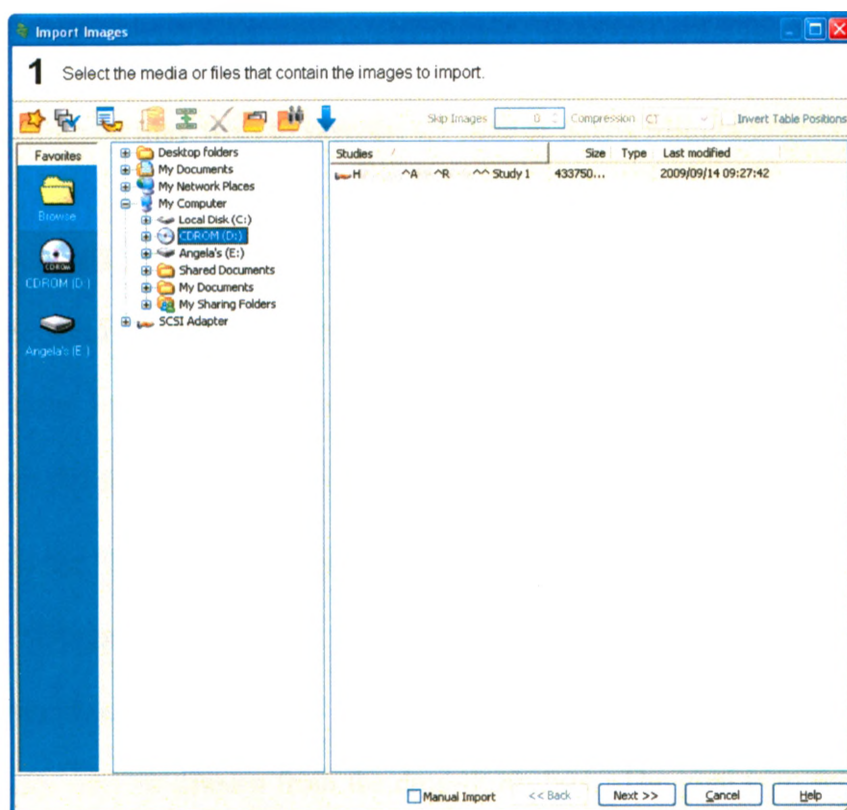 Import Images
1 Select the media or files that contain the images to import.
Skip Images 0 Compression CT Invert Table Positions
Favorites
Browse
CDROM
CDROM (D:)
Angela's (E:)
Desktop folders
My Documents
My Network Places
My Computer
Local Disk (C:)
CDROM (D:)
Angela's (E:)
Shared Documents
My Documents
My Sharing Folders
SCSI Adapter
Studies Size Type Last modified
H ^A ^R ^^ Study 1 433750... 2009/09/14 09:27:42
Manual Import << Back Next >> Cancel Help